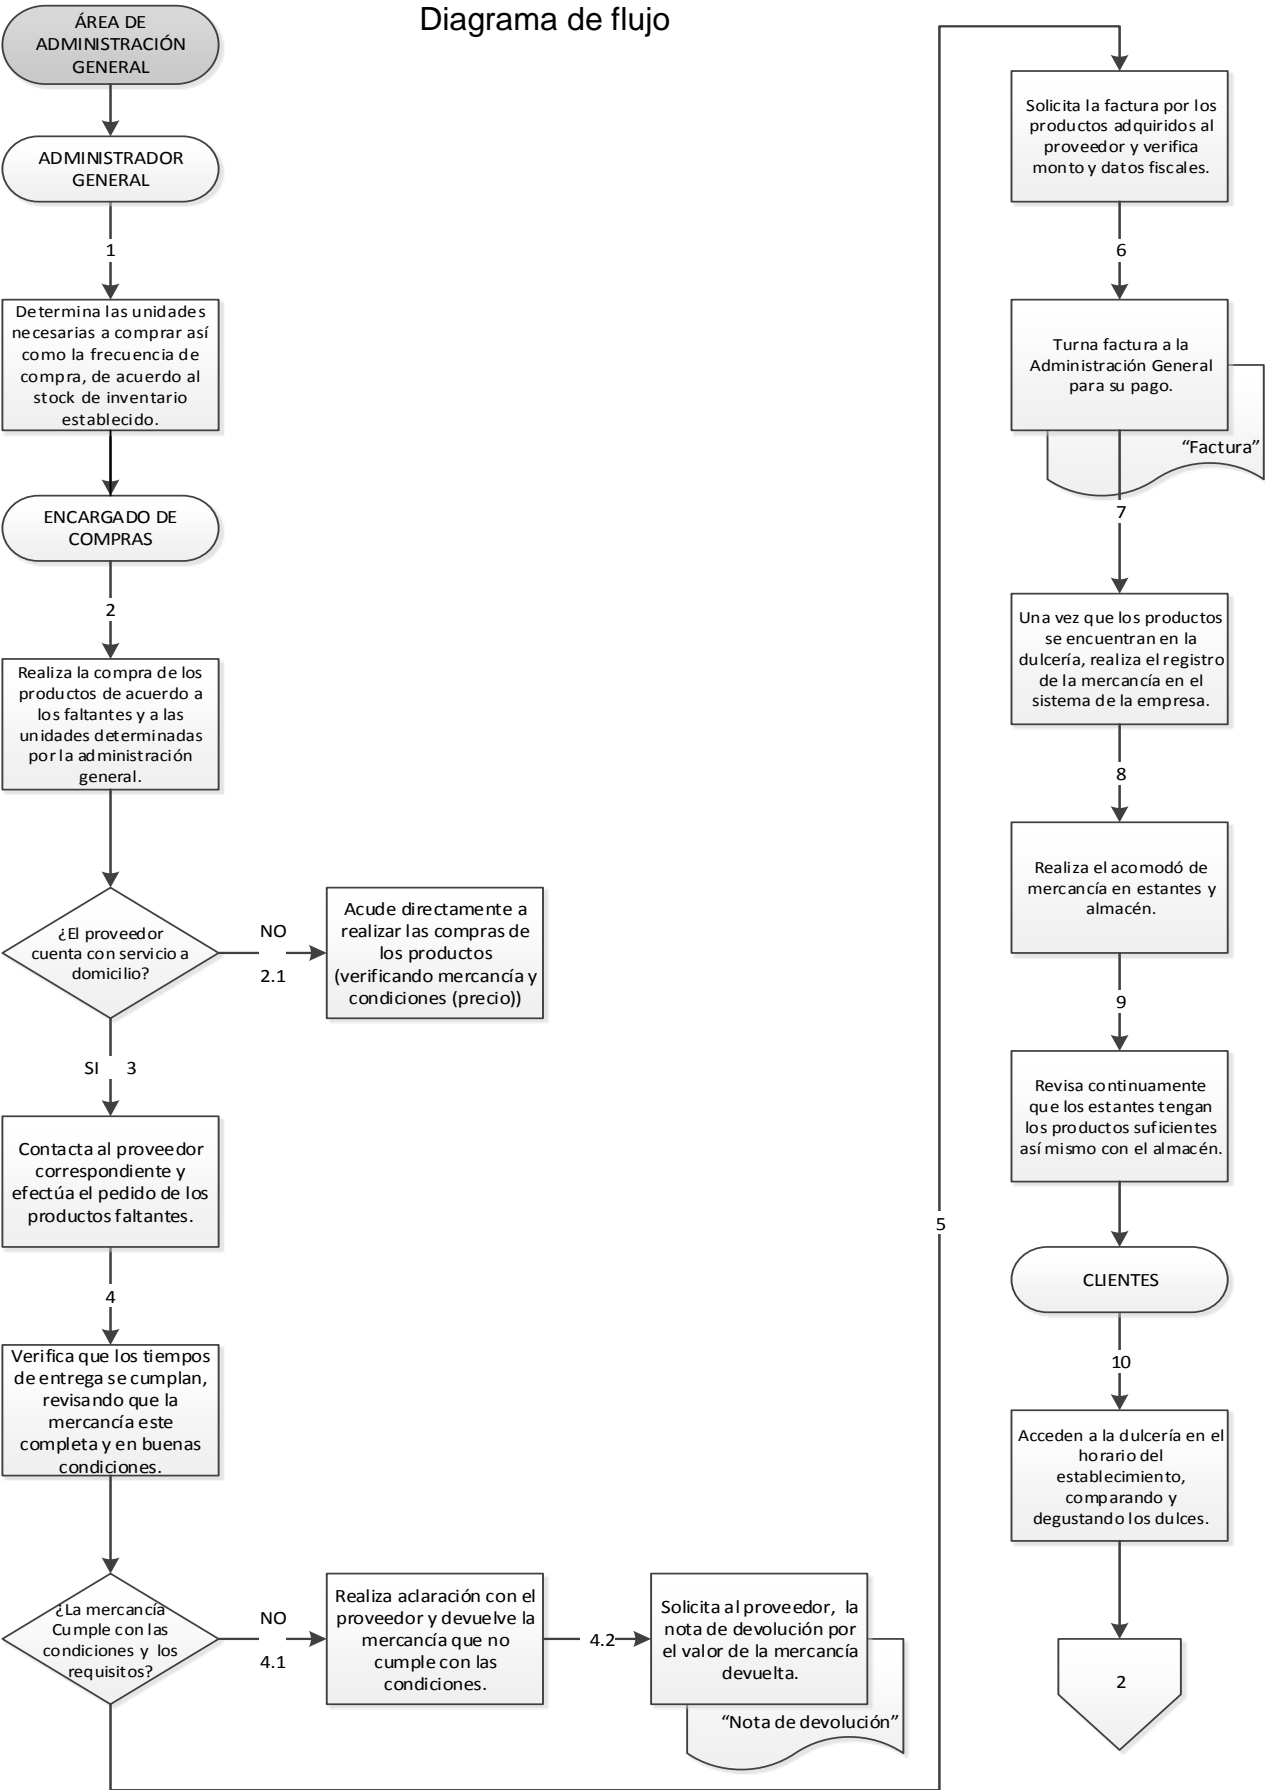 Diagrama de flujo
ÁREA DE
ADMINISTRACIÓN
GENERAL
ADMINISTRADOR
GENERAL
1
Determina las unidades
necesarias a comprar así
como la frecuencia de
compra, de acuerdo al
stock de inventario
establecido.
ENCARGADO DE
COMPRAS
2
Realiza la compra de los
productos de acuerdo a
los faltantes y a las
unidades determinadas
por la administración
general.
¿El proveedor
cuenta con servicio a
domicilio?
NO
2.1
Acude directamente a
realizar las compras de
los productos
(verificando mercancía y
condiciones (precio))
SI 3
Contacta al proveedor
correspondiente y
efectúa el pedido de los
productos faltantes.
4
Verifica que los tiempos
de entrega se cumplan,
revisando que la
mercancía este
completa y en buenas
condiciones.
¿La mercancía
Cumple con las
condiciones y los
requisitos?
NO
4.1
Realiza aclaración con el
proveedor y devuelve la
mercancía que no
cumple con las
condiciones.
4.2
Solicita al proveedor, la
nota de devolución por
el valor de la mercancía
devuelta.
“Nota de devolución”
5
Solicita la factura por los
productos adquiridos al
proveedor y verifica
monto y datos fiscales.
6
Turna factura a la
Administración General
para su pago.
“Factura”
7
Una vez que los productos
se encuentran en la
dulcería, realiza el registro
de la mercancía en el
sistema de la empresa.
8
Realiza el acomodó de
mercancía en estantes y
almacén.
9
Revisa continuamente
que los estantes tengan
los productos suficientes
así mismo con el almacén.
CLIENTES
10
Acceden a la dulcería en el
horario del
establecimiento,
comparando y
degustando los dulces.
2